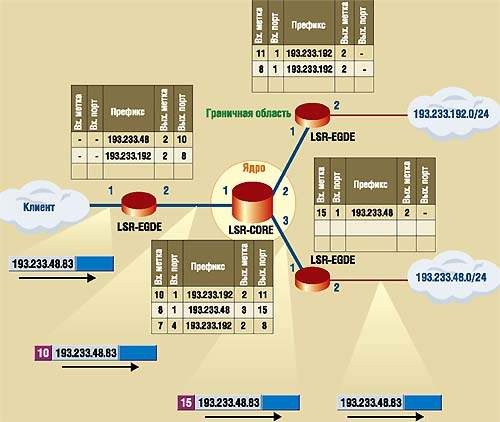 Вх. метка Вх. порт Префикс Вых. метка Вых. порт
11 1 193.233.192 2 -
8 1 193.233.192 2 -
Граничная область
2
193.233.192.0/24
1
LSR-EGDE
Вх. метка Вх. порт Префикс Вых. метка Вых. порт
- - 193.233.48 2 10
- - 193.233.192 2 8
Ядро
Вх. метка Вх. порт Префикс Вых. метка Вых. порт
15 1 193.233.48 2 -
Клиент
1
2
LSR-EGDE
1
2
3
LSR-CORE
LSR-EGDE
1
2
193.233.48.0/24
Вх. метка Вх. порт Префикс Вых. метка Вых. порт
10 1 193.233.192 2 11
8 1 193.233.48 3 15
7 4 193.233.192 2 8
193.233.48.83
10 193.233.48.83
15 193.233.48.83
193.233.48.83